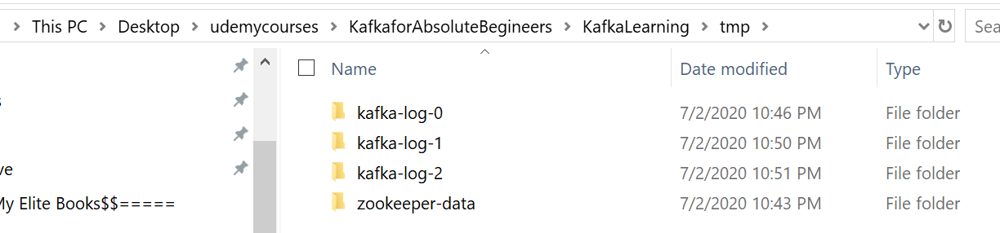 This PC > Desktop > udemycourses > KafkaforAbsoluteBegineers > KafkaLearning > tmp >
Name Date modified Type
kafka-log-0 7/2/2020 10:46 PM File folder
kafka-log-1 7/2/2020 10:50 PM File folder
kafka-log-2 7/2/2020 10:51 PM File folder
zookeeper-data 7/2/2020 10:43 PM File folder
My Elite Books$$=====